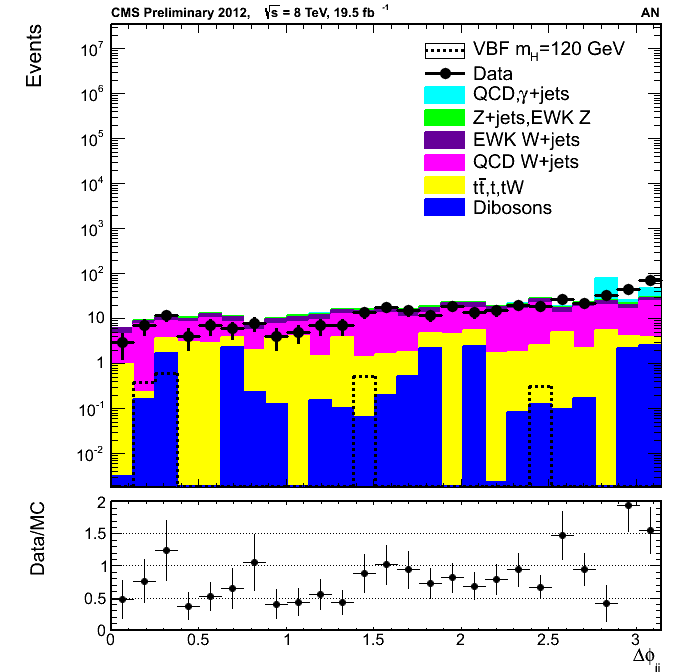 CMS Preliminary 2012, √s = 8 TeV, 19.5 fb⁻¹ AN
Events
10⁷
10⁶
10⁵
10⁴
10³
10²
10
1
10⁻¹
10⁻²
VBF m_H=120 GeV
Data
QCD,γ+jets
Z+jets,EWK Z
EWK W+jets
QCD W+jets
tt̄,t,tW
Dibosons
Data/MC
2
1.5
1
0.5
0
0 0.5 1 1.5 2 2.5 3
Δϕ_jj